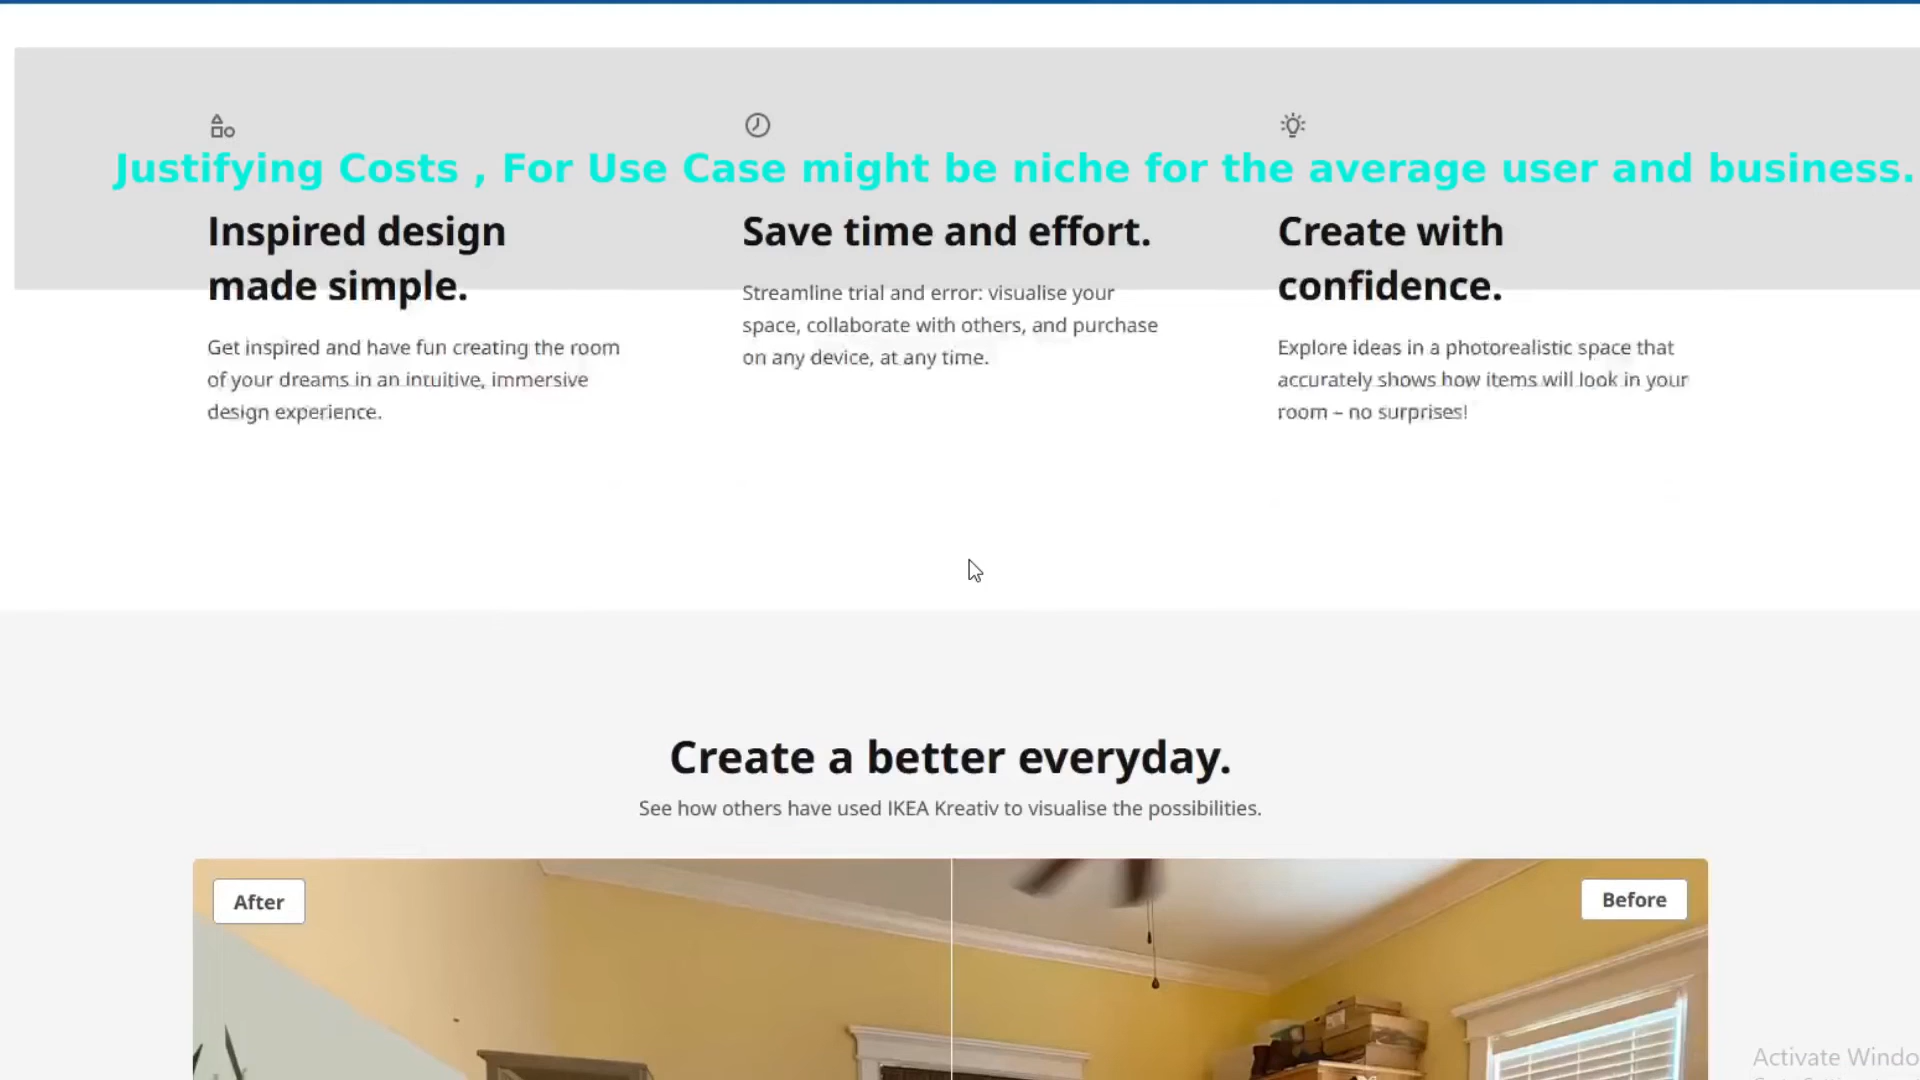 Justifying Costs , For Use Case might be niche for the average user and business.
Inspired design
made simple.
Get inspired and have fun creating the room
of your dreams in an intuitive, immersive
design experience.
Save time and effort.
Streamline trial and error: visualise your
space, collaborate with others, and purchase
on any device, at any time.
Create with
confidence.
Explore ideas in a photorealistic space that
accurately shows how items will look in your
room – no surprises!
Create a better everyday.
See how others have used IKEA Kreativ to visualise the possibilities.
After
Before
Activate Windo